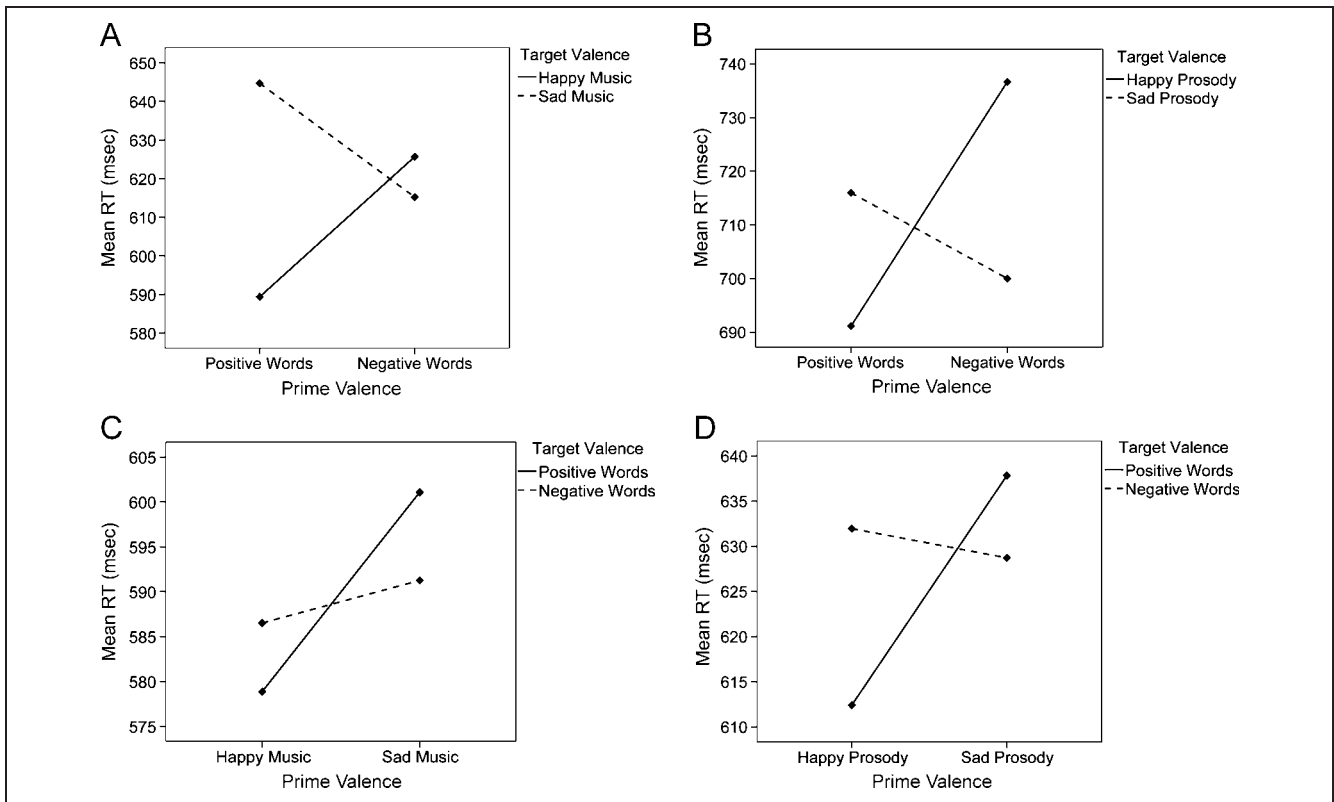 A
Target Valence
Happy Music
Sad Music
Mean RT (msec)
650
640
630
620
610
600
590
580
Positive Words Negative Words
Prime Valence
B
Target Valence
Happy Prosody
Sad Prosody
Mean RT (msec)
740
730
720
710
700
690
Positive Words Negative Words
Prime Valence
C
Target Valence
Positive Words
Negative Words
Mean RT (msec)
605
600
595
590
585
580
575
Happy Music Sad Music
Prime Valence
D
Target Valence
Positive Words
Negative Words
Mean RT (msec)
640
635
630
625
620
615
610
Happy Prosody Sad Prosody
Prime Valence